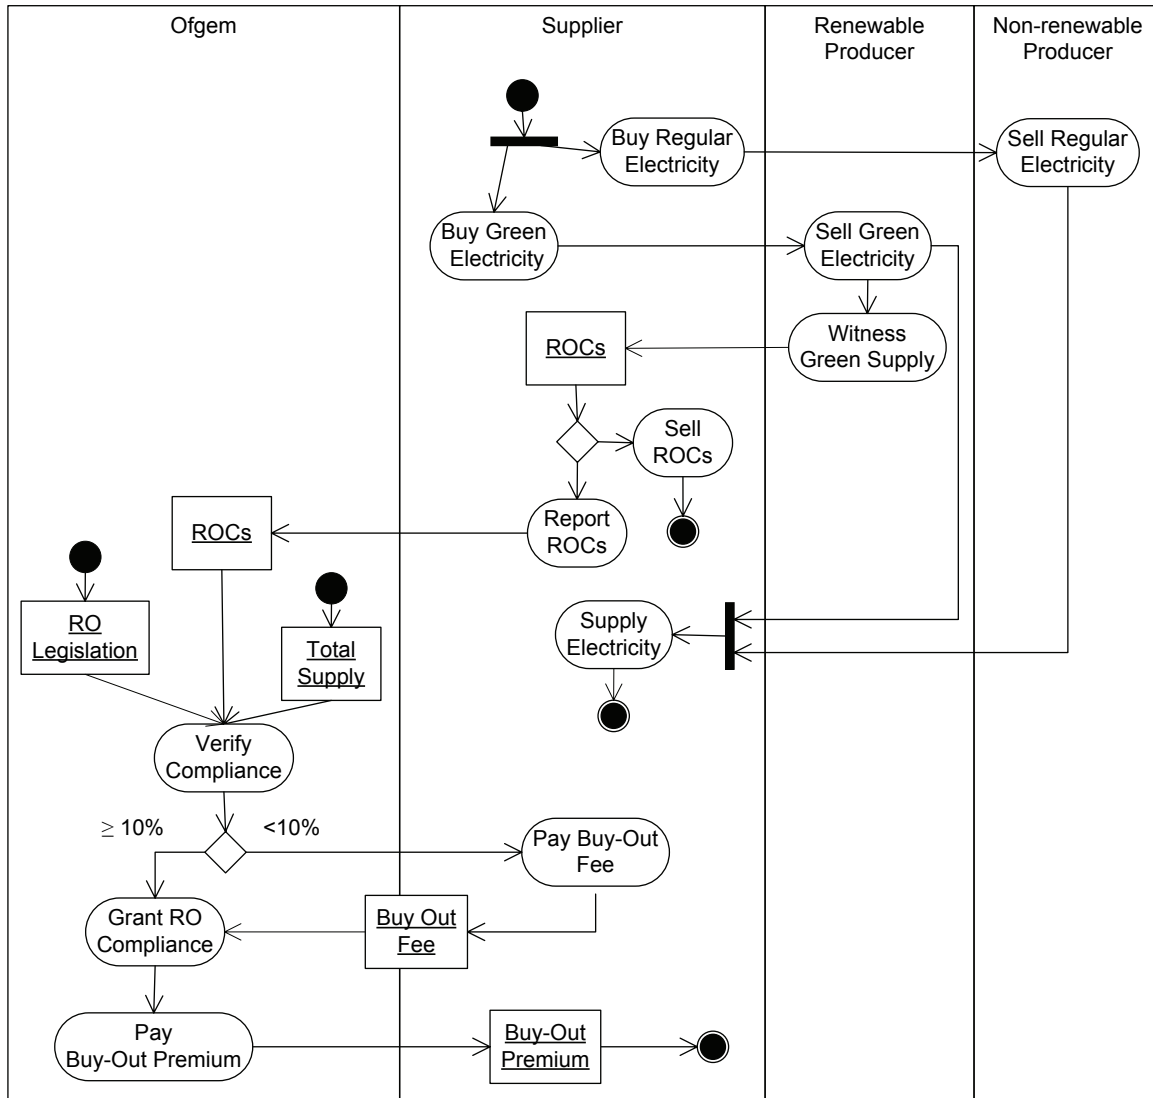 Ofgem
Supplier
Renewable
Producer
Non-renewable
Producer
Buy Regular
Electricity
Sell Regular
Electricity
Buy Green
Electricity
Sell Green
Electricity
ROCs
Witness
Green Supply
Sell
ROCs
ROCs
Report
ROCs
RO
Legislation
Total
Supply
Supply
Electricity
Verify
Compliance
≥ 10%
<10%
Pay Buy-Out
Fee
Grant RO
Compliance
Buy Out
Fee
Pay
Buy-Out Premium
Buy-Out
Premium